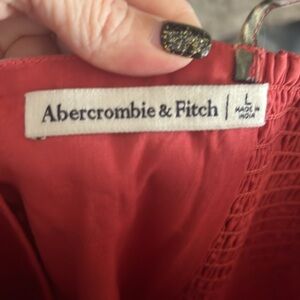 Abercrombie & Fitch
L
MADE IN
INDIA